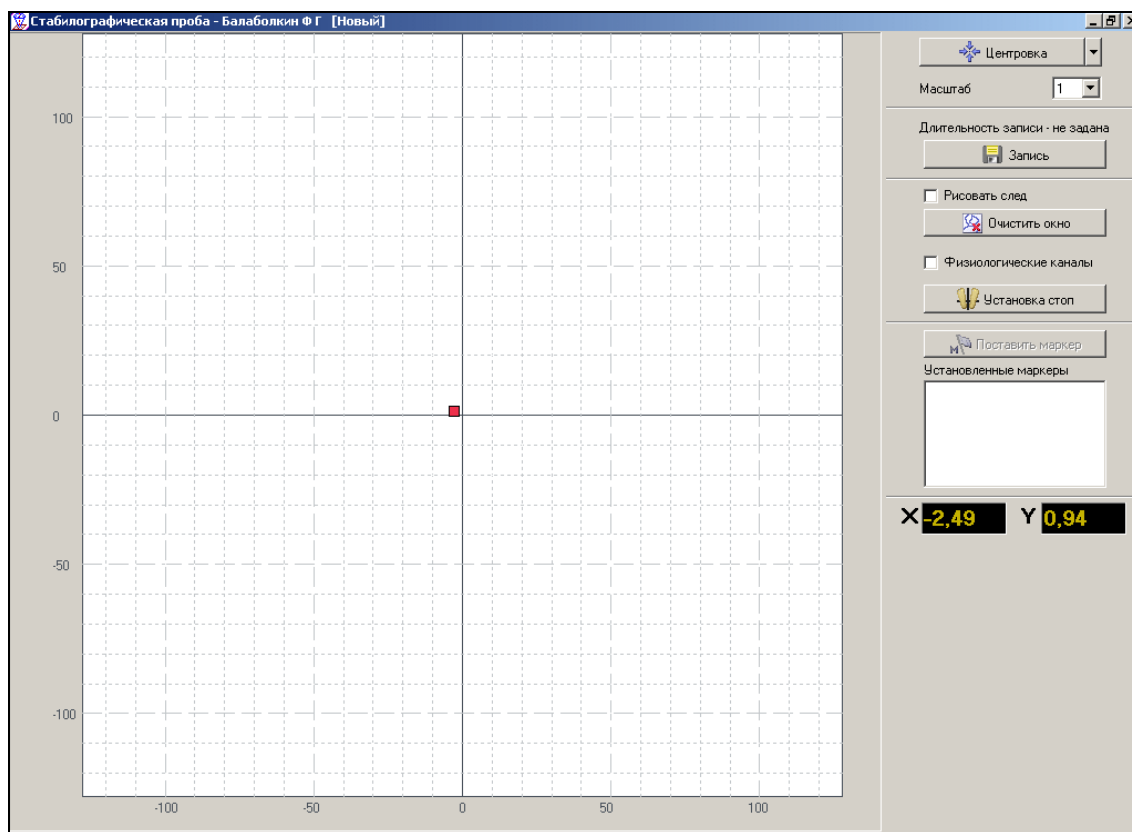 Стабилографическая проба - Балаболкин Ф Г [Новый]
Центровка
Масштаб 1
Длительность записи - не задана
Запись
Рисовать след
Очистить окно
Физиологические каналы
Установка стоп
М Поставить маркер
Установленные маркеры
X -2,49 Y 0,94
100
50
0
-50
-100
-100 -50 0 50 100